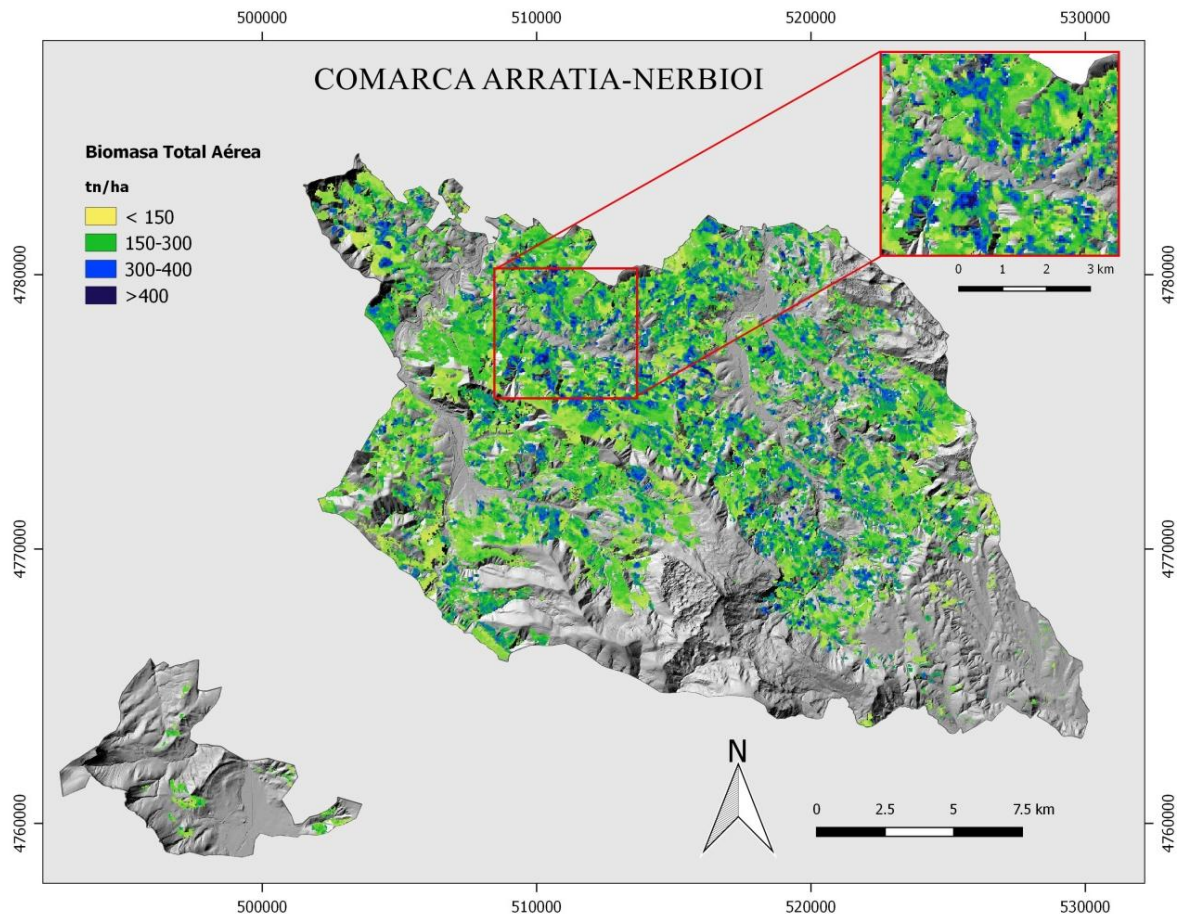 500000 510000 520000 530000
COMARCA ARRATIA-NERBIOI
Biomasa Total Aérea
tn/ha
< 150
150-300
300-400
>400
0 1 2 3 km
4780000 4780000
4770000 4770000
N
0 2.5 5 7.5 km
4760000 4760000
500000 510000 520000 530000